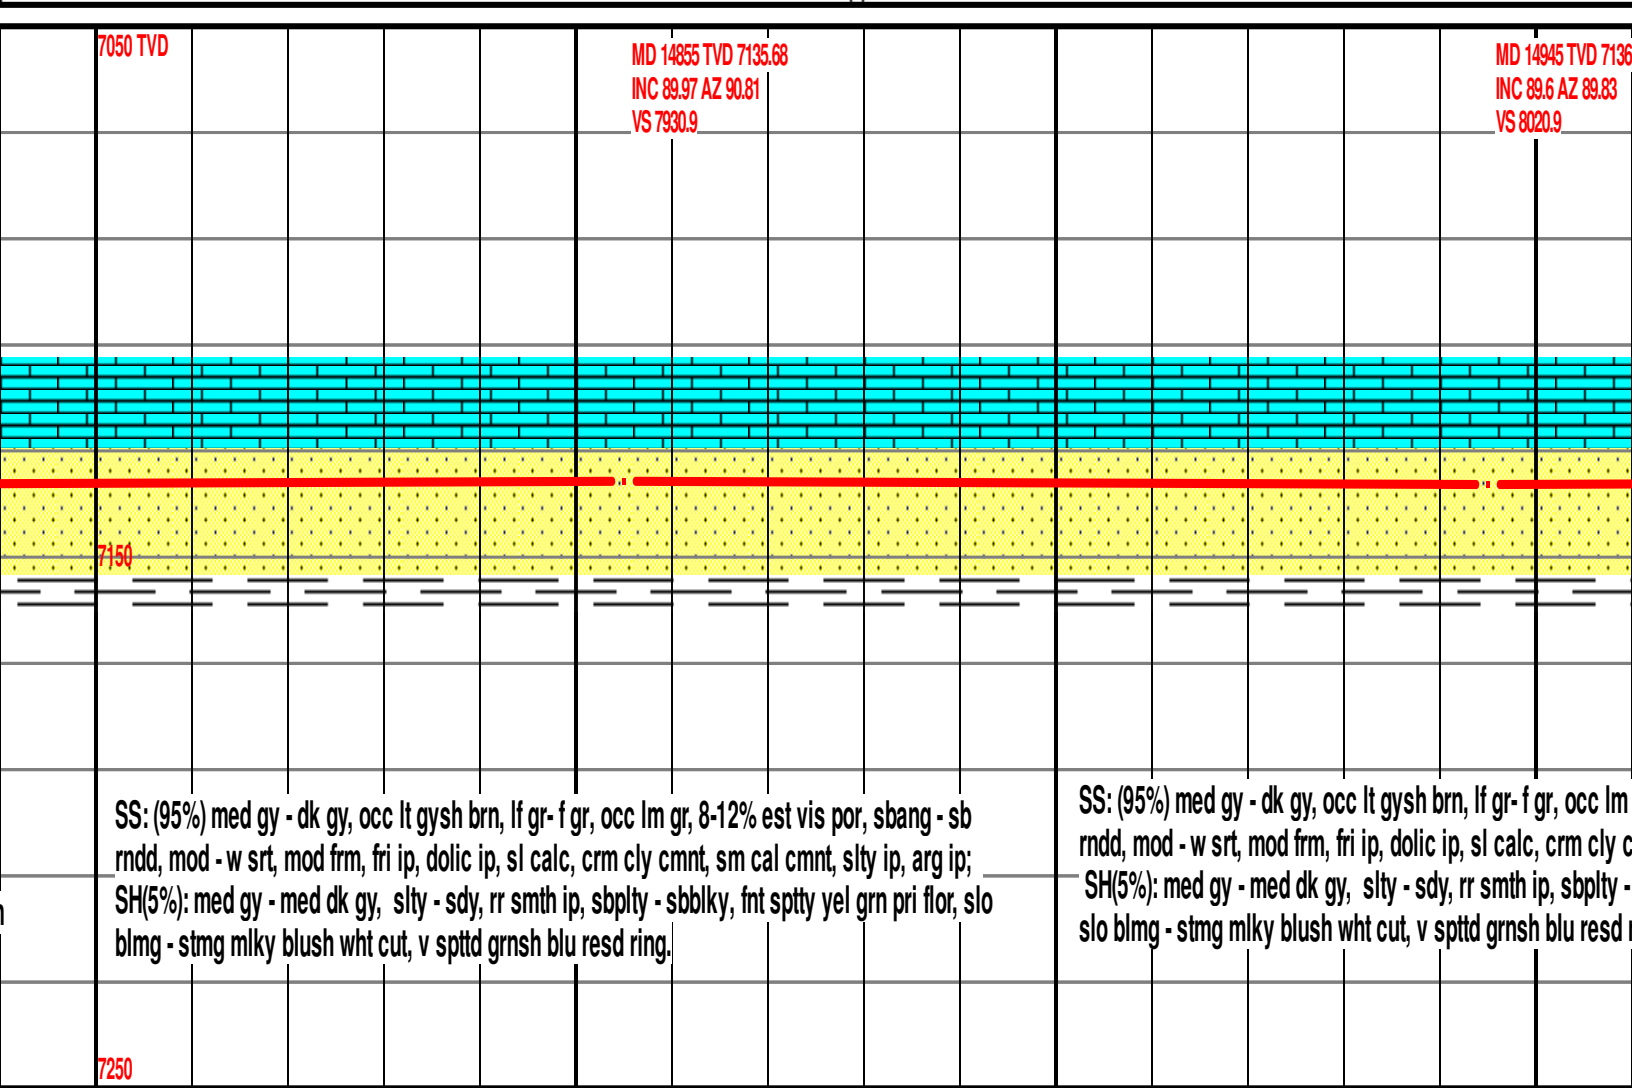 7050 TVD
MD 14855 TVD 7135.68
INC 89.97 AZ 90.81
VS 7930.9
MD 14945 TVD 7136
INC 89.6 AZ 89.83
VS 8020.9
7150
SS: (95%) med gy - dk gy, occ lt gysh brn, lf gr- f gr, occ lm gr, 8-12% est vis por, sbang - sb
rndd, mod - w srt, mod frm, fri ip, dolic ip, sl calc, crm cly cmnt, sm cal cmnt, slty ip, arg ip;
SH(5%): med gy - med dk gy, slty - sdy, rr smth ip, sbplty - sbblky, fnt sptty yel grn pri flor, slo
blmg - stmg mlky blush wht cut, v spttd grnsh blu resd ring.
SS: (95%) med gy - dk gy, occ lt gysh brn, lf gr- f gr, occ lm
rndd, mod - w srt, mod frm, fri ip, dolic ip, sl calc, crm cly
SH(5%): med gy - med dk gy, slty - sdy, rr smth ip, sbplty -
slo blmg - stmg mlky blush wht cut, v spttd grnsh blu resd
7250